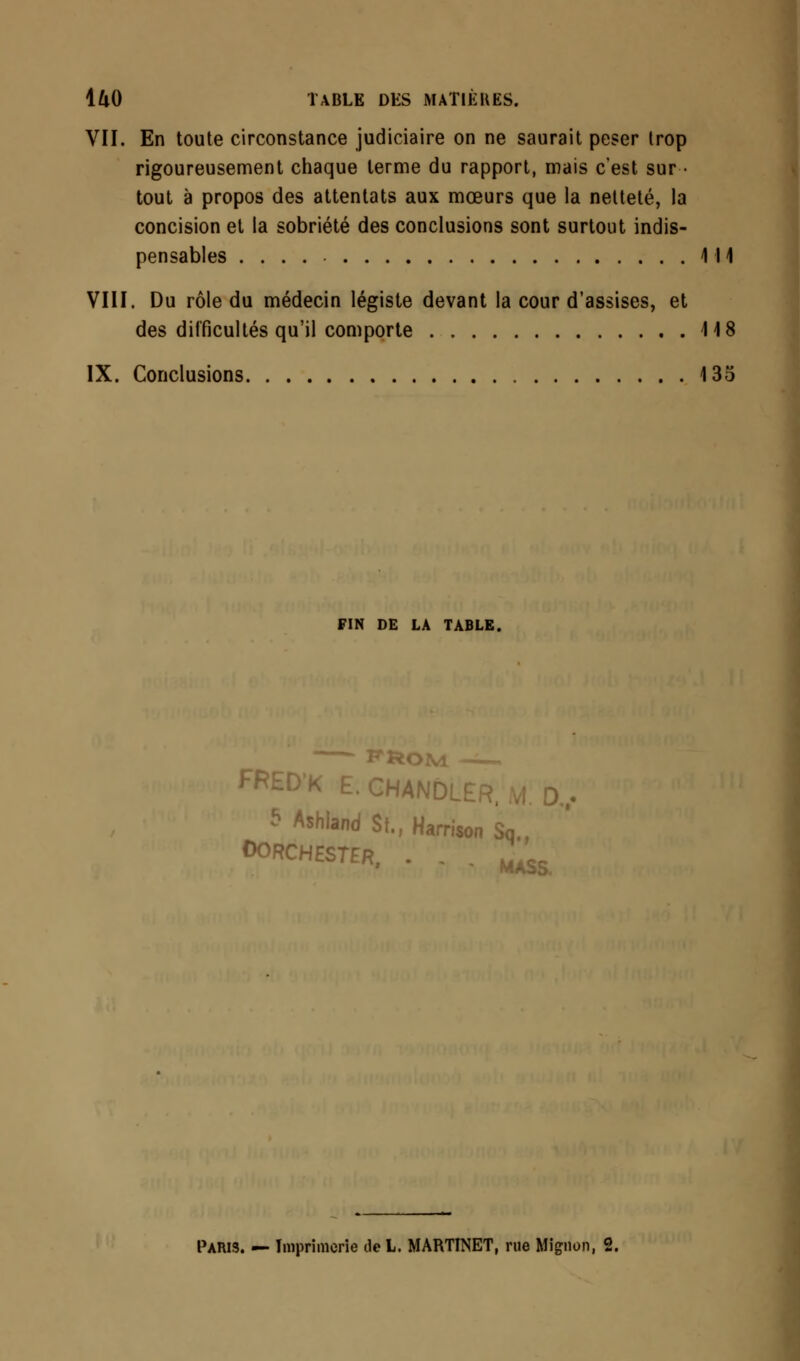 140 TABLE DES MATIÈRES.
VII. En toute circonstance judiciaire on ne saurait peser trop
rigoureusement chaque terme du rapport, mais c'est sur-
tout à propos des attentats aux mœurs que la netteté, la
concision et la sobriété des conclusions sont surtout indis-
pensables . . . . . . . . . . . . . . . . . . . . . . 111
VIII. Du rôle du médecin légiste devant la cour d'assises, et
des difficultés qu'il comporte . . . . . . . . . . . . . 118
IX. Conclusions. . . . . . . . . . . . . . . . . . . . . . 135
FIN DE LA TABLE.
— FROM —
FRED'K E. CHANDLER, M. D.,
5 Ashland St., Harrison Sq.,
DORCHESTER, . . . MASS.
PARIS. — Imprimerie de L. MARTINET, rue Mignon, 2.